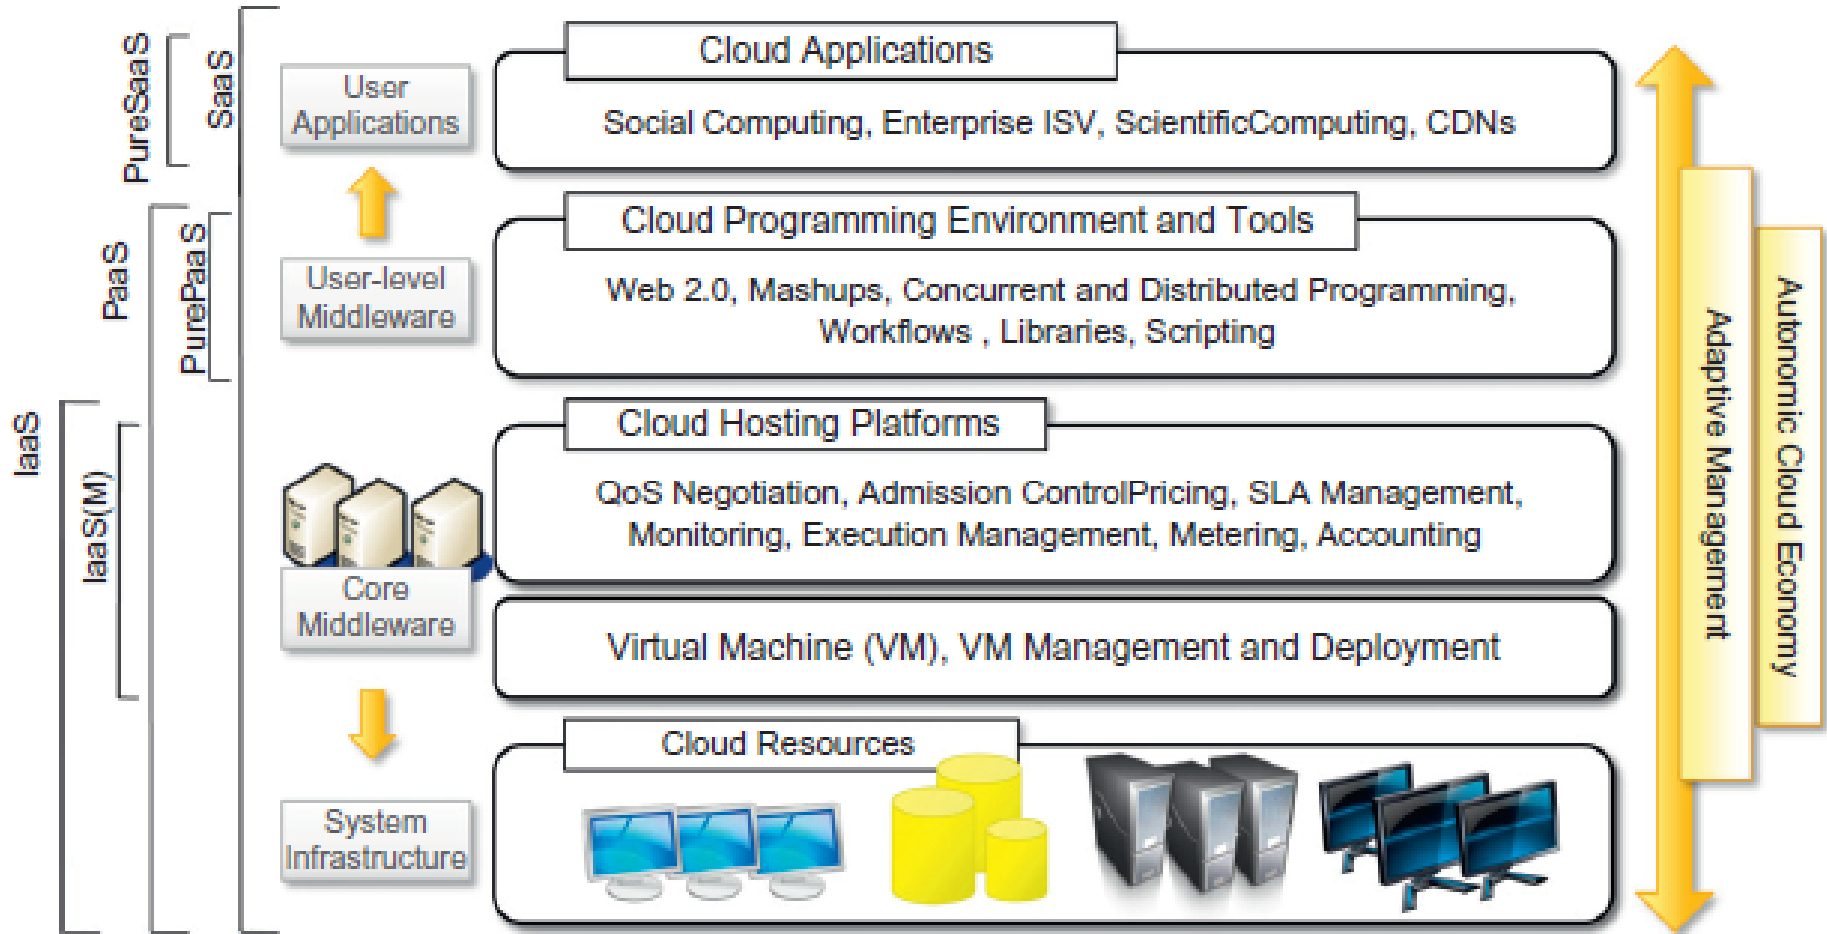 PureSaaS
SaaS
PaaS
PurePaaS
IaaS
IaaS(M)
User
Applications
Cloud Applications
Social Computing, Enterprise ISV, ScientificComputing, CDNs
User-level
Middleware
Cloud Programming Environment and Tools
Web 2.0, Mashups, Concurrent and Distributed Programming,
Workflows , Libraries, Scripting
Core
Middleware
Cloud Hosting Platforms
QoS Negotiation, Admission ControlPricing, SLA Management,
Monitoring, Execution Management, Metering, Accounting
Virtual Machine (VM), VM Management and Deployment
System
Infrastructure
Cloud Resources
Adaptive Management
Autonomic Cloud Economy